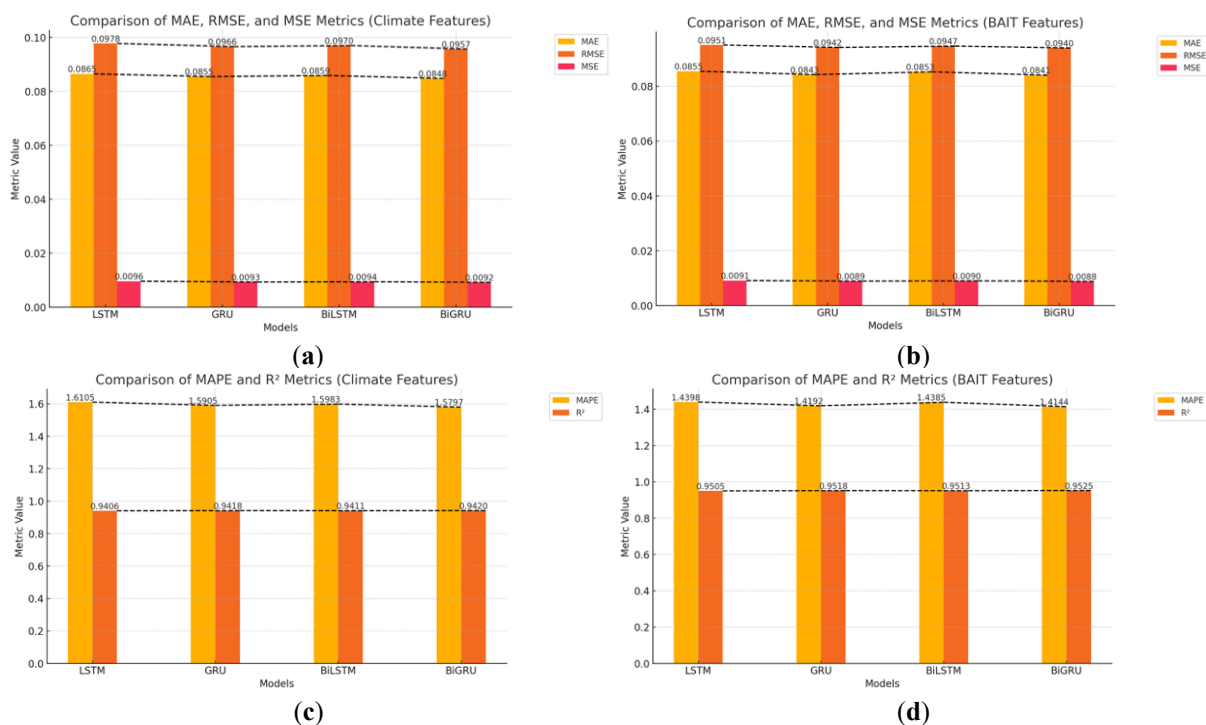 Comparison of MAE, RMSE, and MSE Metrics (Climate Features)
0.10
0.08
0.06
0.04
0.02
0.00
Metric Value
0.0865
0.0978
0.0096
0.0855
0.0966
0.0093
0.0859
0.0970
0.0094
0.0848
0.0957
0.0092
LSTM
GRU
BiLSTM
BiGRU
Models
MAE
RMSE
MSE
(a)
Comparison of MAE, RMSE, and MSE Metrics (BAIT Features)
0.08
0.06
0.04
0.02
0.00
Metric Value
0.0855
0.0951
0.0091
0.0843
0.0942
0.0089
0.0853
0.0947
0.0090
0.0841
0.0940
0.0088
LSTM
GRU
BiLSTM
BiGRU
Models
MAE
RMSE
MSE
(b)
Comparison of MAPE and R² Metrics (Climate Features)
1.6
1.4
1.2
1.0
0.8
0.6
0.4
0.2
0.0
Metric Value
1.6105
0.9406
1.5905
0.9418
1.5983
0.9411
1.5797
0.9420
LSTM
GRU
BiLSTM
BiGRU
Models
MAPE
R²
(c)
Comparison of MAPE and R² Metrics (BAIT Features)
1.4
1.2
1.0
0.8
0.6
0.4
0.2
0.0
Metric Value
1.4398
0.9505
1.4192
0.9518
1.4385
0.9513
1.4144
0.9525
LSTM
GRU
BiLSTM
BiGRU
Models
MAPE
R²
(d)